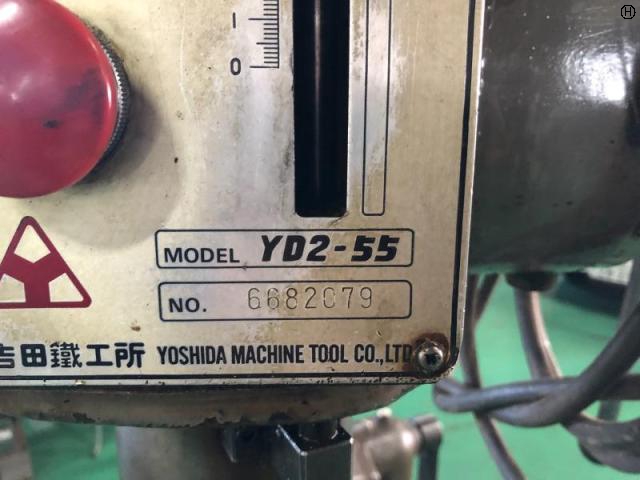 H
1
0
MODEL YD2-55
NO. 6682079
吉田鐵工所 YOSHIDA MACHINE TOOL CO.,LTD